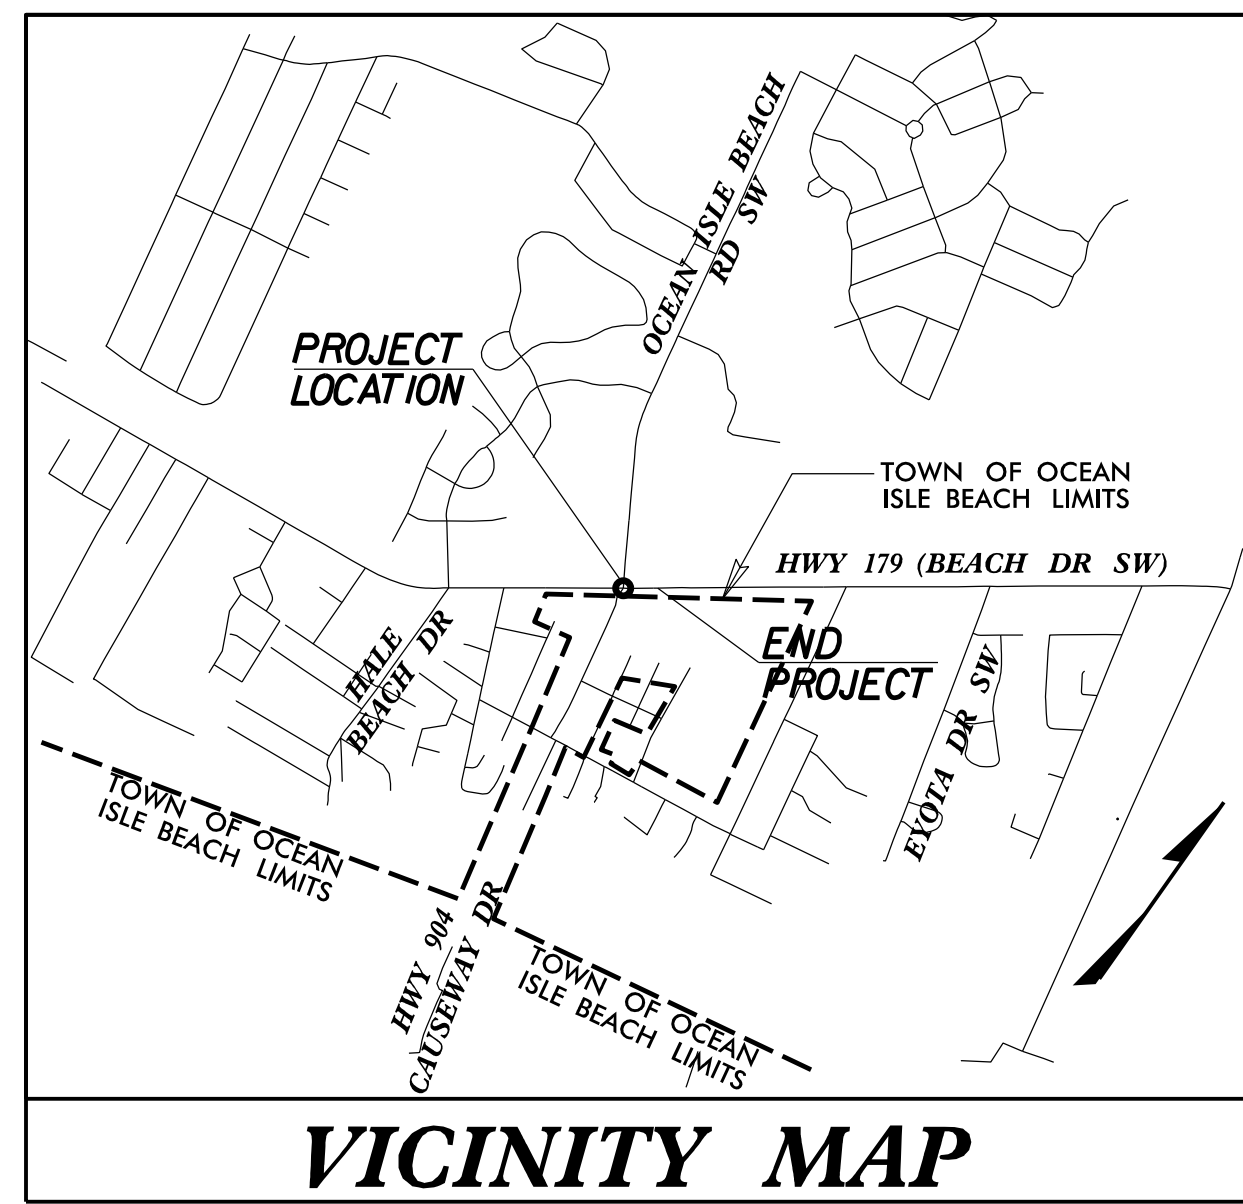 OCEAN ISLE BEACH
RD SW
PROJECT
LOCATION
TOWN OF OCEAN
ISLE BEACH LIMITS
HWY 179 (BEACH DR SW)
END
PROJECT
HALE
BEACH DR
EYOTA DR SW
TOWN OF OCEAN
ISLE BEACH LIMITS
HWY 904
CAUSEWAY DR
TOWN OF OCEAN
ISLE BEACH LIMITS
VICINITY MAP